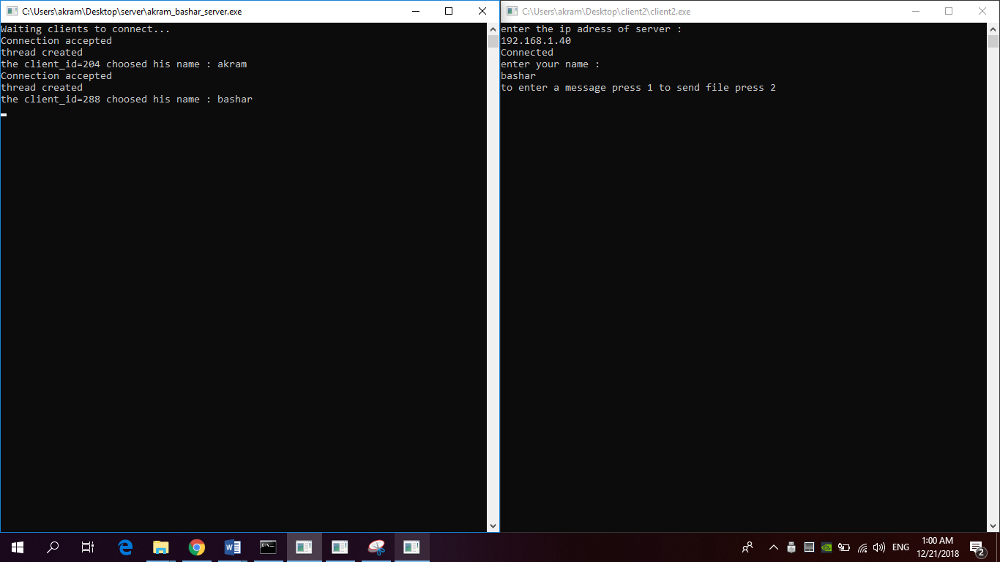 C:\Users\akram\Desktop\server\akram_bashar_server.exe
Waiting clients to connect...
Connection accepted
thread created
the client_id=204 choosed his name : akram
Connection accepted
thread created
the client_id=288 choosed his name : bashar
C:\Users\akram\Desktop\client2\client2.exe
enter the ip adress of server :
192.168.1.40
Connected
enter your name :
bashar
to enter a message press 1 to send file press 2
ENG
1:00 AM
12/21/2018
2